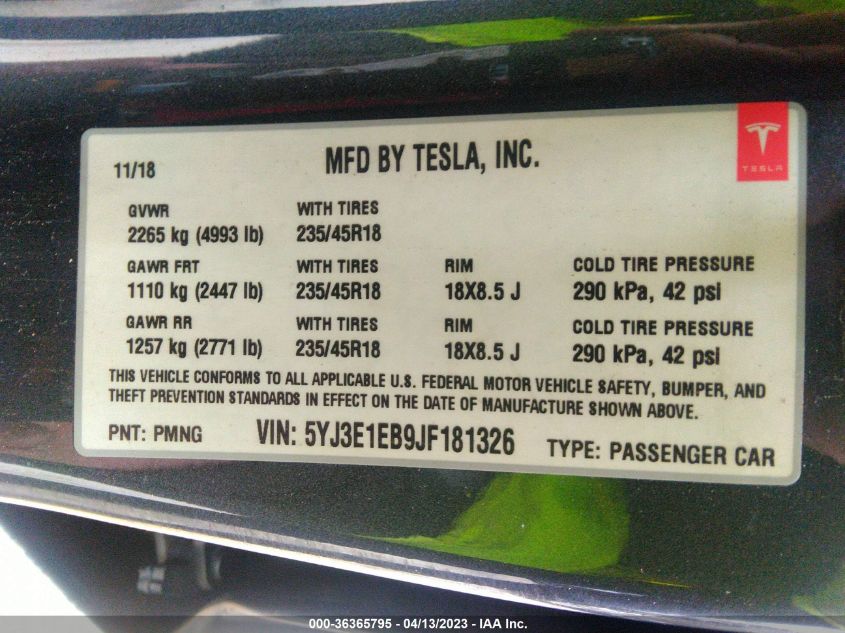 11/18 MFD BY TESLA, INC.
TESLA
GVWR WITH TIRES
2265 kg (4993 lb) 235/45R18
GAWR FRT WITH TIRES RIM COLD TIRE PRESSURE
1110 kg (2447 lb) 235/45R18 18X8.5 J 290 kPa, 42 psi
GAWR RR WITH TIRES RIM COLD TIRE PRESSURE
1257 kg (2771 lb) 235/45R18 18X8.5 J 290 kPa, 42 psi
THIS VEHICLE CONFORMS TO ALL APPLICABLE U.S. FEDERAL MOTOR VEHICLE SAFETY, BUMPER, AND
THEFT PREVENTION STANDARDS IN EFFECT ON THE DATE OF MANUFACTURE SHOWN ABOVE.
PNT: PMNG VIN: 5YJ3E1EB9JF181326 TYPE: PASSENGER CAR
000-36365795 - 04/13/2023 - IAA Inc.